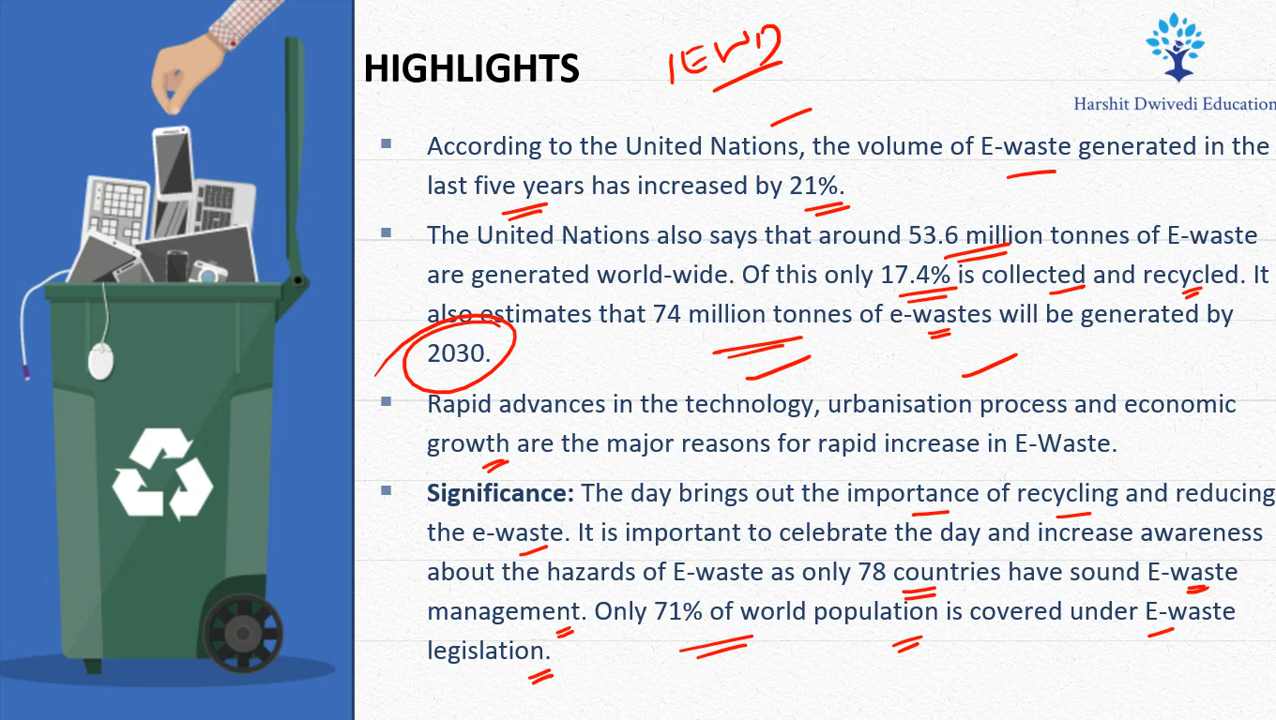 HIGHLIGHTS
IEWD
Harshit Dwivedi Education
▪ According to the United Nations, the volume of E-waste generated in the
last five years has increased by 21%.
▪ The United Nations also says that around 53.6 million tonnes of E-waste
are generated world-wide. Of this only 17.4% is collected and recycled. It
also estimates that 74 million tonnes of e-wastes will be generated by
2030.
▪ Rapid advances in the technology, urbanisation process and economic
growth are the major reasons for rapid increase in E-Waste.
▪ Significance: The day brings out the importance of recycling and reducing
the e-waste. It is important to celebrate the day and increase awareness
about the hazards of E-waste as only 78 countries have sound E-waste
management. Only 71% of world population is covered under E-waste
legislation.